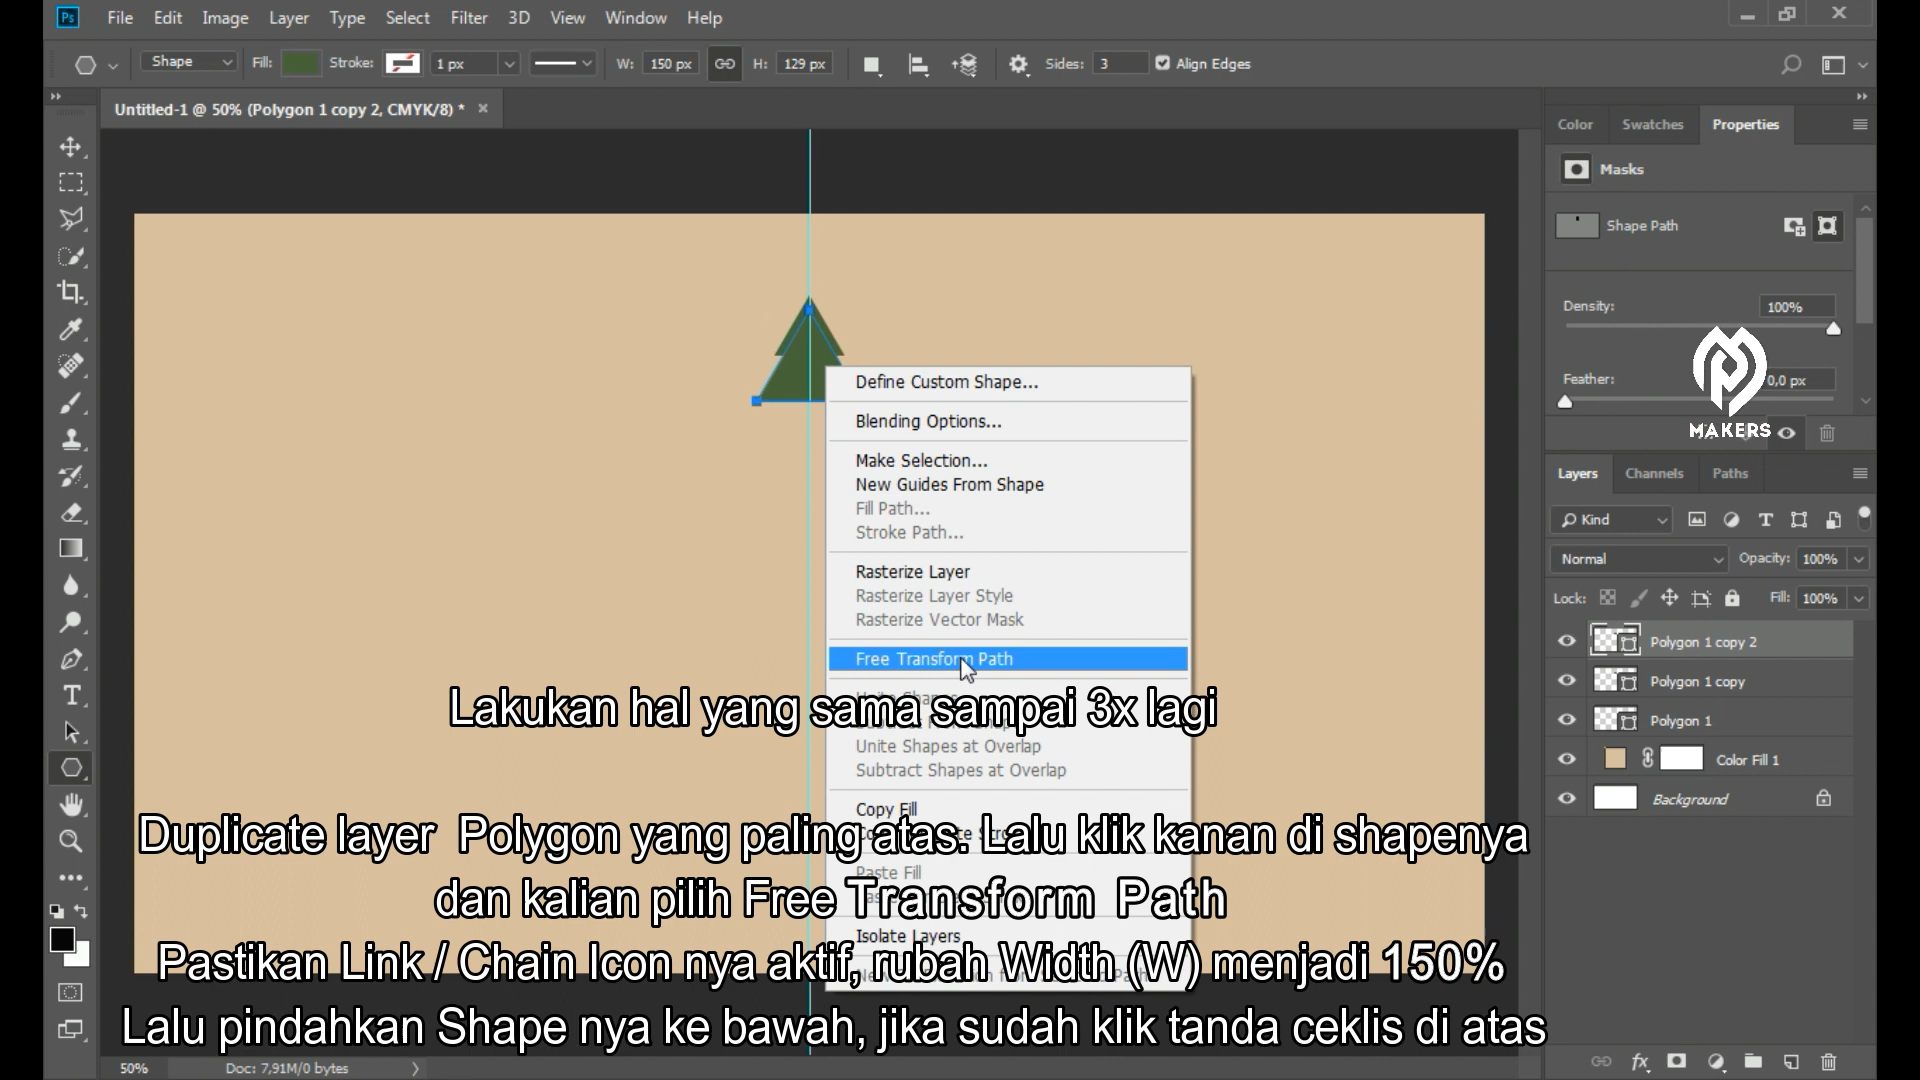 Ps File Edit Image Layer Type Select Filter 3D View Window Help
Shape Fill: Stroke: 1 px W: 150 px H: 129 px Sides: 3 Align Edges
Untitled-1 @ 50% (Polygon 1 copy 2, CMYK/8) * ×
Color Swatches Properties
Masks
Shape Path
Density: 100%
Feather: 0,0 px
MAKERS
Define Custom Shape...
Blending Options...
Make Selection...
New Guides From Shape
Fill Path...
Stroke Path...
Rasterize Layer
Rasterize Layer Style
Rasterize Vector Mask
Free Transform Path
Unite Shapes at Overlap
Subtract Shapes at Overlap
Copy Fill
Paste Fill
Isolate Layers
Lakukan hal yang sama sampai 3x lagi
Duplicate layer Polygon yang paling atas. Lalu klik kanan di shapenya
dan kalian pilih Free Transform Path
Pastikan Link / Chain Icon nya aktif, rubah Width (W) menjadi 150%
Lalu pindahkan Shape nya ke bawah, jika sudah klik tanda ceklis di atas
Layers Channels Paths
Kind
Normal Opacity: 100%
Lock: Fill: 100%
Polygon 1 copy 2
Polygon 1 copy
Polygon 1
Color Fill 1
Background
fx
50% Doc: 7,91M/0 bytes